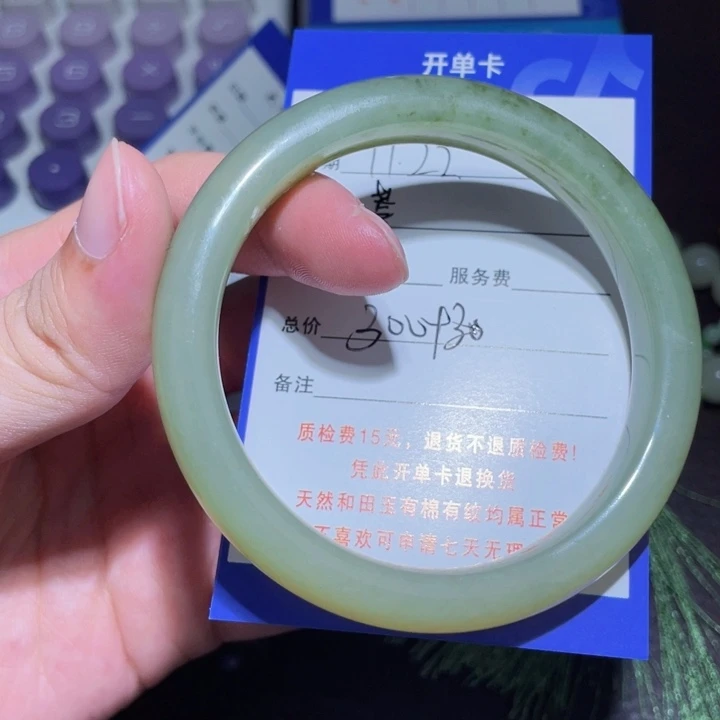 开单卡
期 11.22
服务费
总价 300+30
备注
质检费15元，退货不退质检费!
凭此开单卡退换货
天然和田玉有棉有纹均属正常
不喜欢可申请七天无理